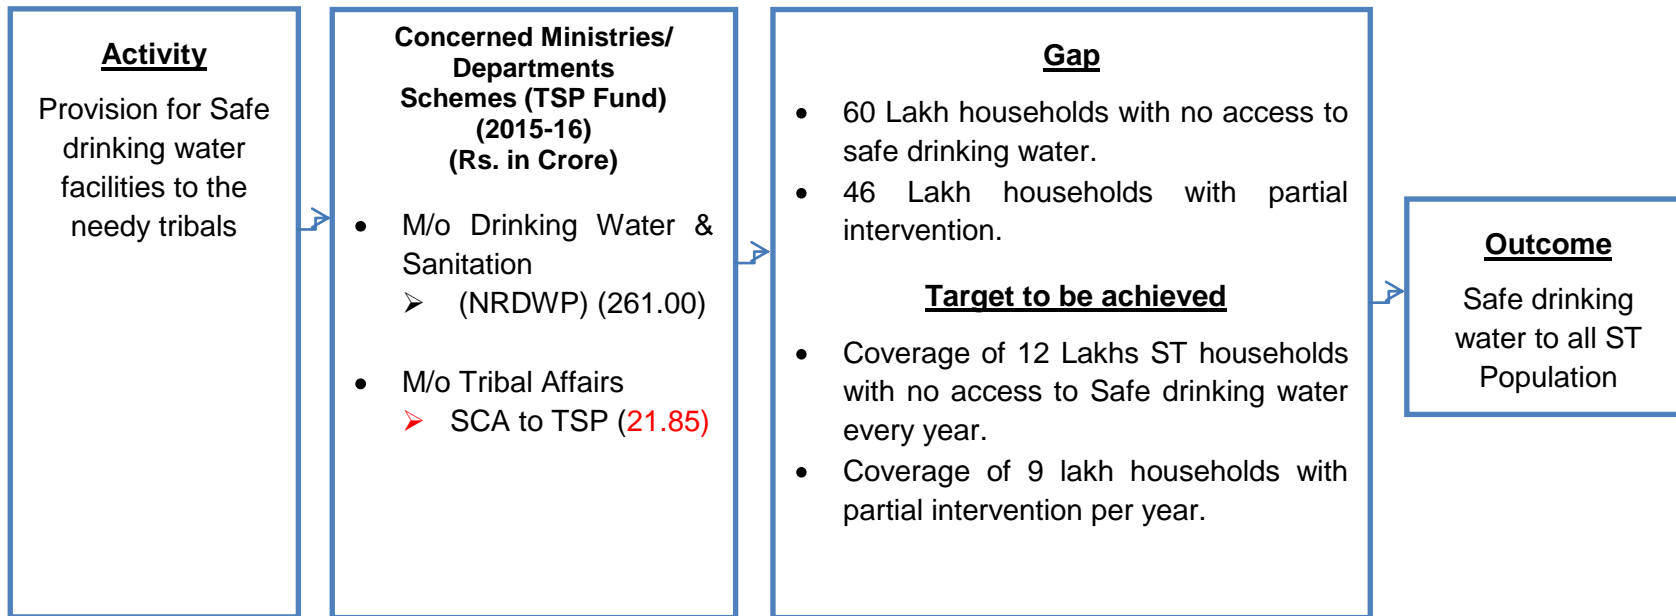 Activity
Provision for Safe
drinking water
facilities to the
needy tribals
Concerned Ministries/
Departments
Schemes (TSP Fund)
(2015-16)
(Rs. in Crore)
• M/o Drinking Water &
Sanitation
➢ (NRDWP) (261.00)
• M/o Tribal Affairs
➢ SCA to TSP (21.85)
Gap
• 60 Lakh households with no access to
safe drinking water.
• 46 Lakh households with partial
intervention.
Target to be achieved
• Coverage of 12 Lakhs ST households
with no access to Safe drinking water
every year.
• Coverage of 9 lakh households with
partial intervention per year.
Outcome
Safe drinking
water to all ST
Population